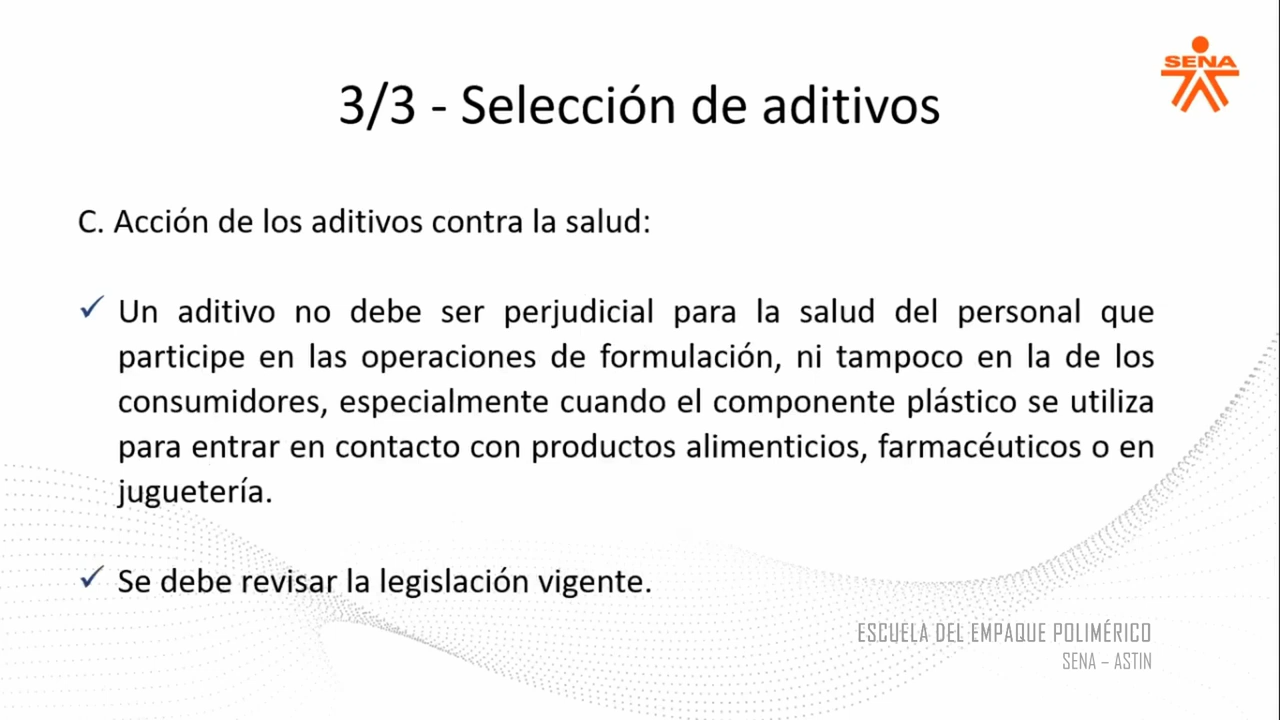 SENA
3/3 - Selección de aditivos
C. Acción de los aditivos contra la salud:
✓ Un aditivo no debe ser perjudicial para la salud del personal que
participe en las operaciones de formulación, ni tampoco en la de los
consumidores, especialmente cuando el componente plástico se utiliza
para entrar en contacto con productos alimenticios, farmacéuticos o en
juguetería.
✓ Se debe revisar la legislación vigente.
ESCUELA DEL EMPAQUE POLIMÉRICO
SENA – ASTIN